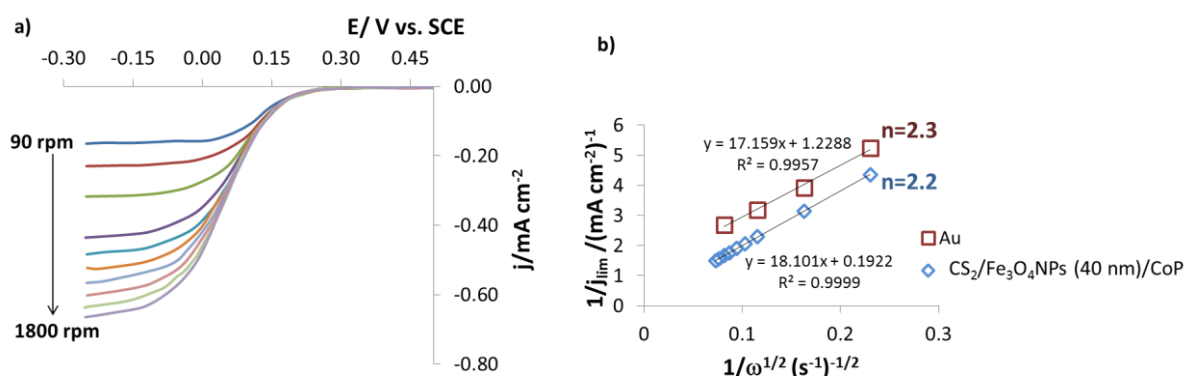 a)
E/ V vs. SCE
-0.30 -0.15 0.00 0.15 0.30 0.45
0.00
-0.20
-0.40
-0.60
-0.80
j/mA cm⁻²
90 rpm
1800 rpm
b)
6
5
4
3
2
1
0
1/jlim /(mA cm⁻²)⁻¹
y = 17.159x + 1.2288
R² = 0.9957
n=2.3
n=2.2
y = 18.101x + 0.1922
R² = 0.9999
0 0.1 0.2 0.3
1/ω¹/² (s⁻¹)⁻¹/²
Au
CS₂/Fe₃O₄NPs (40 nm)/CoP